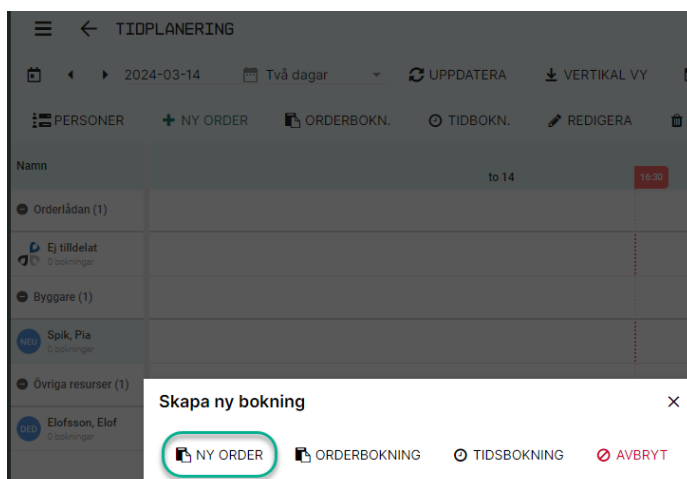 TIDPLANERING
2024-03-14 Två dagar UPPDATERA VERTIKAL VY
PERSONER NY ORDER ORDERBOKN. TIDBOKN. REDIGERA
Namn
to 14 16:30
Orderlådan (1)
Ej tilldelat
0 bokningar
Byggare (1)
NEU Spik, Pia
0 bokningar
Övriga resurser (1)
DED Elofsson, Elof
0 bokningar
Skapa ny bokning
NY ORDER ORDERBOKNING TIDSBOKNING AVBRYT